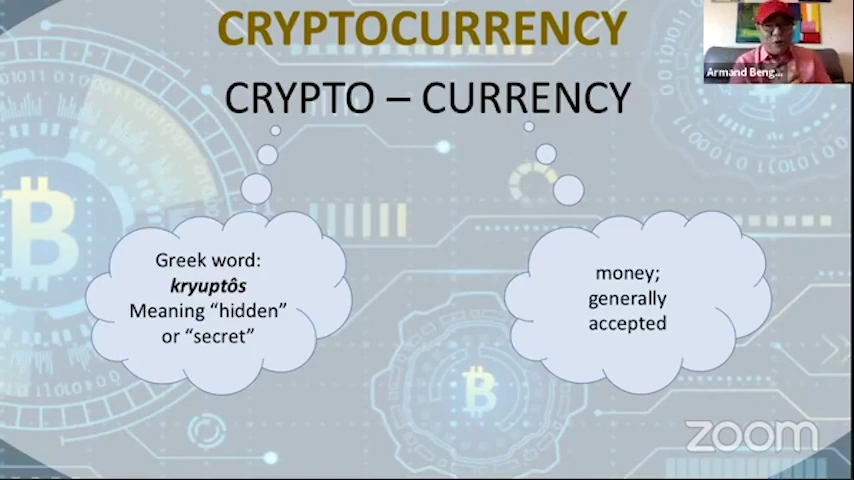 CRYPTOCURRENCY
Armand Beng...
CRYPTO – CURRENCY
Greek word:
kryuptôs
Meaning “hidden”
or “secret”
money;
generally
accepted
zoom